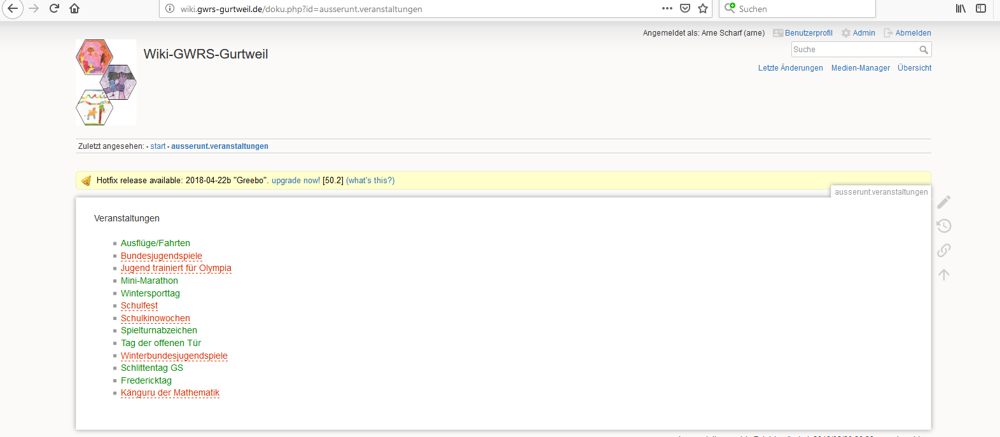 wiki.gwrs-gurtweil.de/doku.php?id=ausserunt.veranstaltungen
Suchen
Angemeldet als: Arne Scharf (arne) Benutzerprofil Admin Abmelden
Wiki-GWRS-Gurtweil
Suche
Letzte Änderungen Medien-Manager Übersicht
Zuletzt angesehen: • start • ausserunt.veranstaltungen
Hotfix release available: 2018-04-22b "Greebo". upgrade now! [50.2] (what's this?)
ausserunt.veranstaltungen
Veranstaltungen
Ausflüge/Fahrten
Bundesjugendspiele
Jugend trainiert für Olympia
Mini-Marathon
Wintersporttag
Schulfest
Schulkinowochen
Spielturnabzeichen
Tag der offenen Tür
Winterbundesjugendspiele
Schlittentag GS
Fredericktag
Känguru der Mathematik